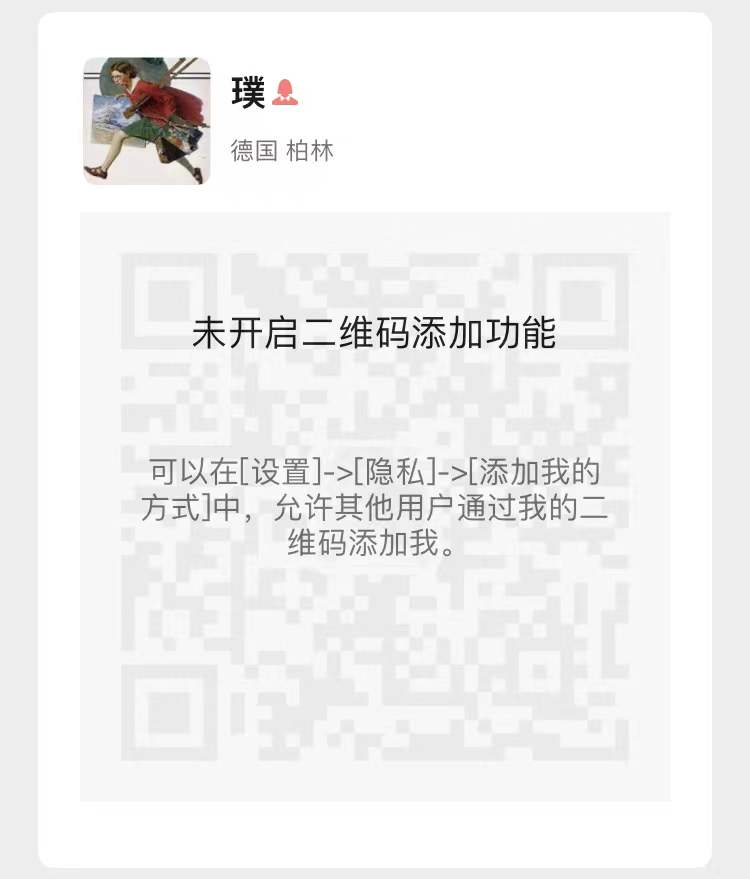 璞
德国 柏林
未开启二维码添加功能
可以在[设置]->[隐私]->[添加我的
方式]中，允许其他用户通过我的二
维码添加我。